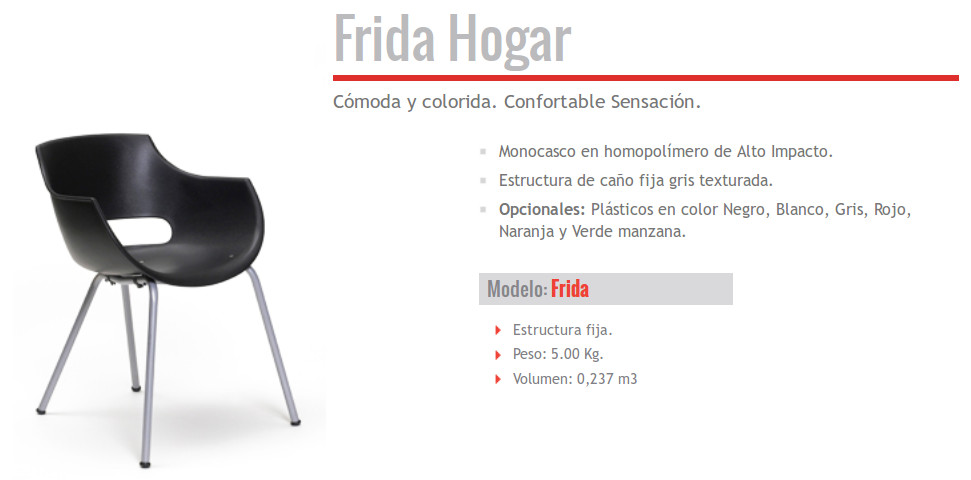 Frida Hogar
Cómoda y colorida. Confortable Sensación.
Monocasco en homopolímero de Alto Impacto.
Estructura de caño fija gris texturada.
Opcionales: Plásticos en color Negro, Blanco, Gris, Rojo,
Naranja y Verde manzana.
Modelo: Frida
Estructura fija.
Peso: 5.00 Kg.
Volumen: 0,237 m3